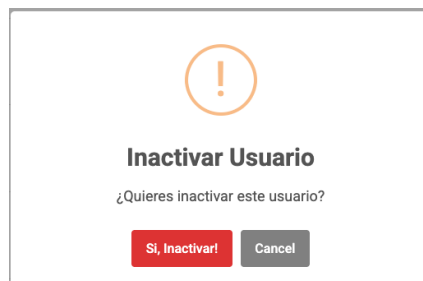 !
Inactivar Usuario
¿Quieres inactivar este usuario?
Si, Inactivar! Cancel